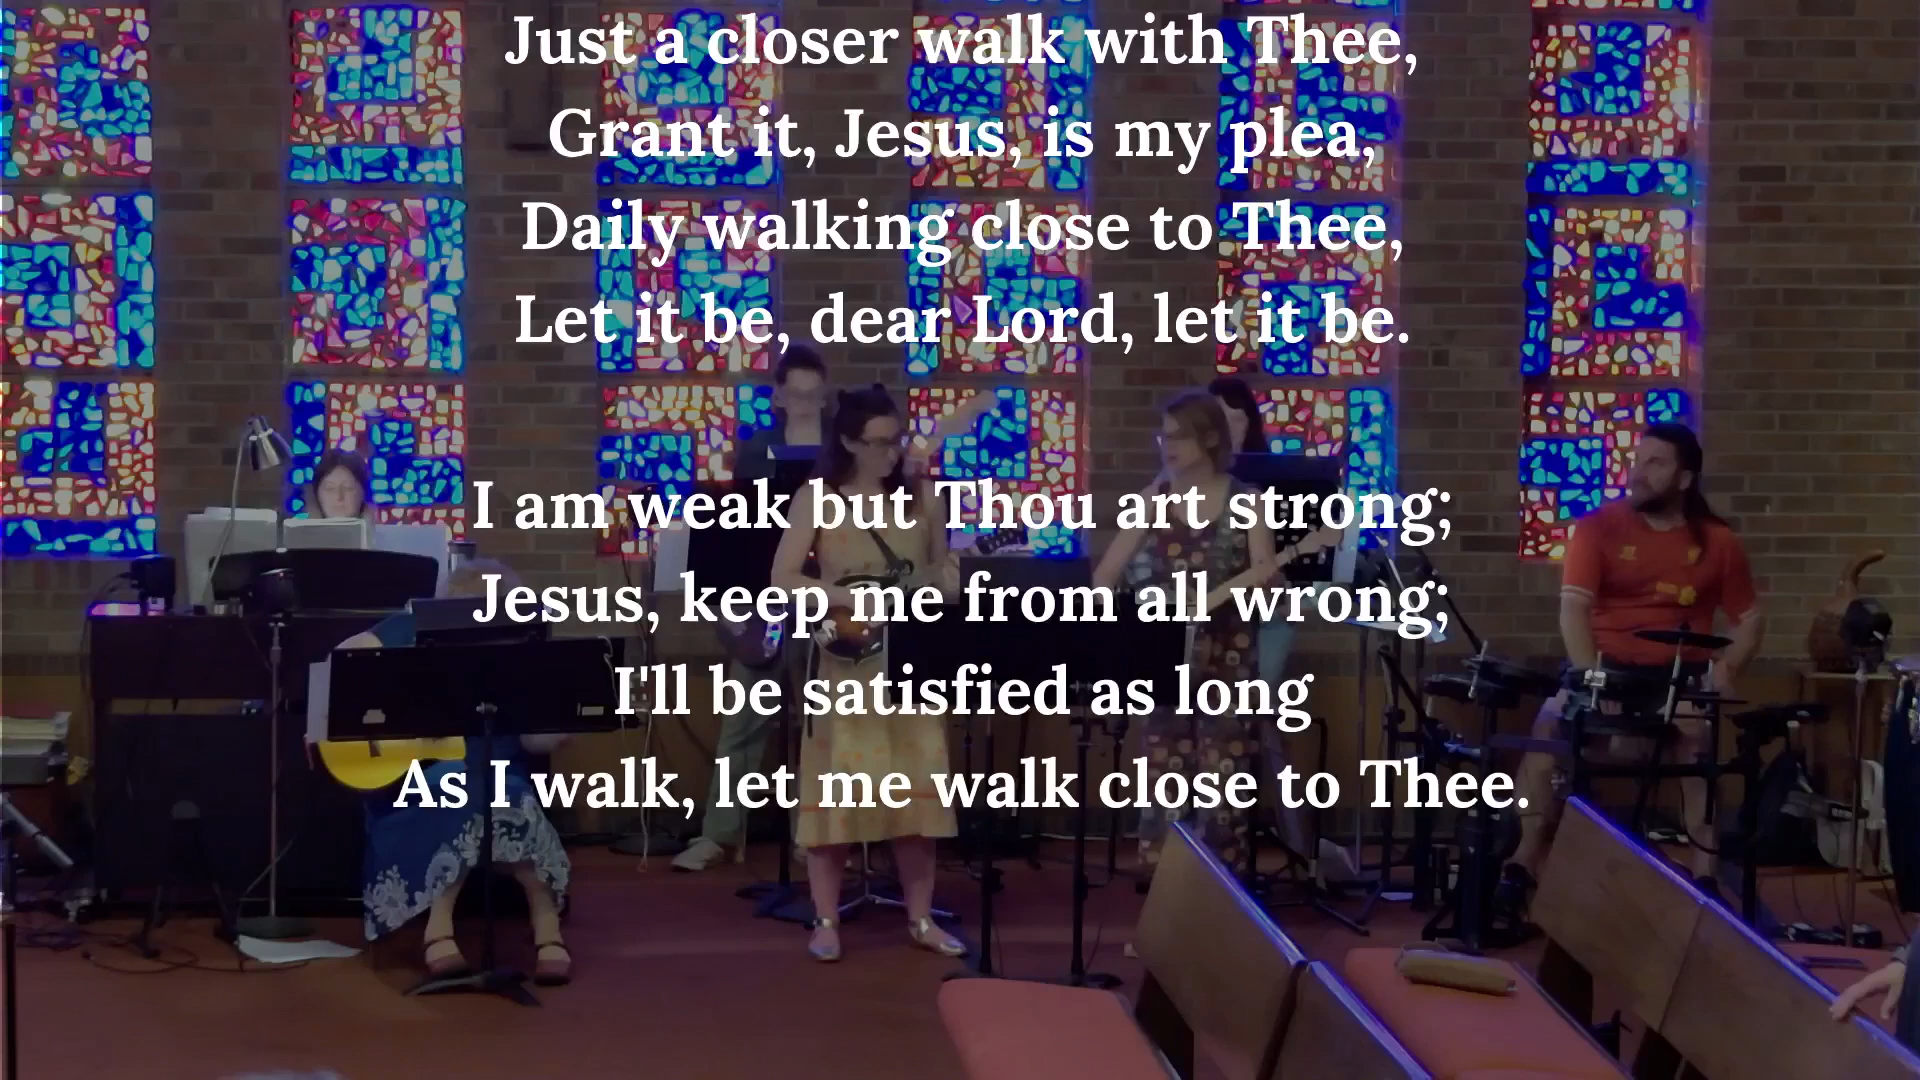 Just a closer walk with Thee,
Grant it, Jesus, is my plea,
Daily walking close to Thee,
Let it be, dear Lord, let it be.
I am weak but Thou art strong;
Jesus, keep me from all wrong;
I'll be satisfied as long
As I walk, let me walk close to Thee.